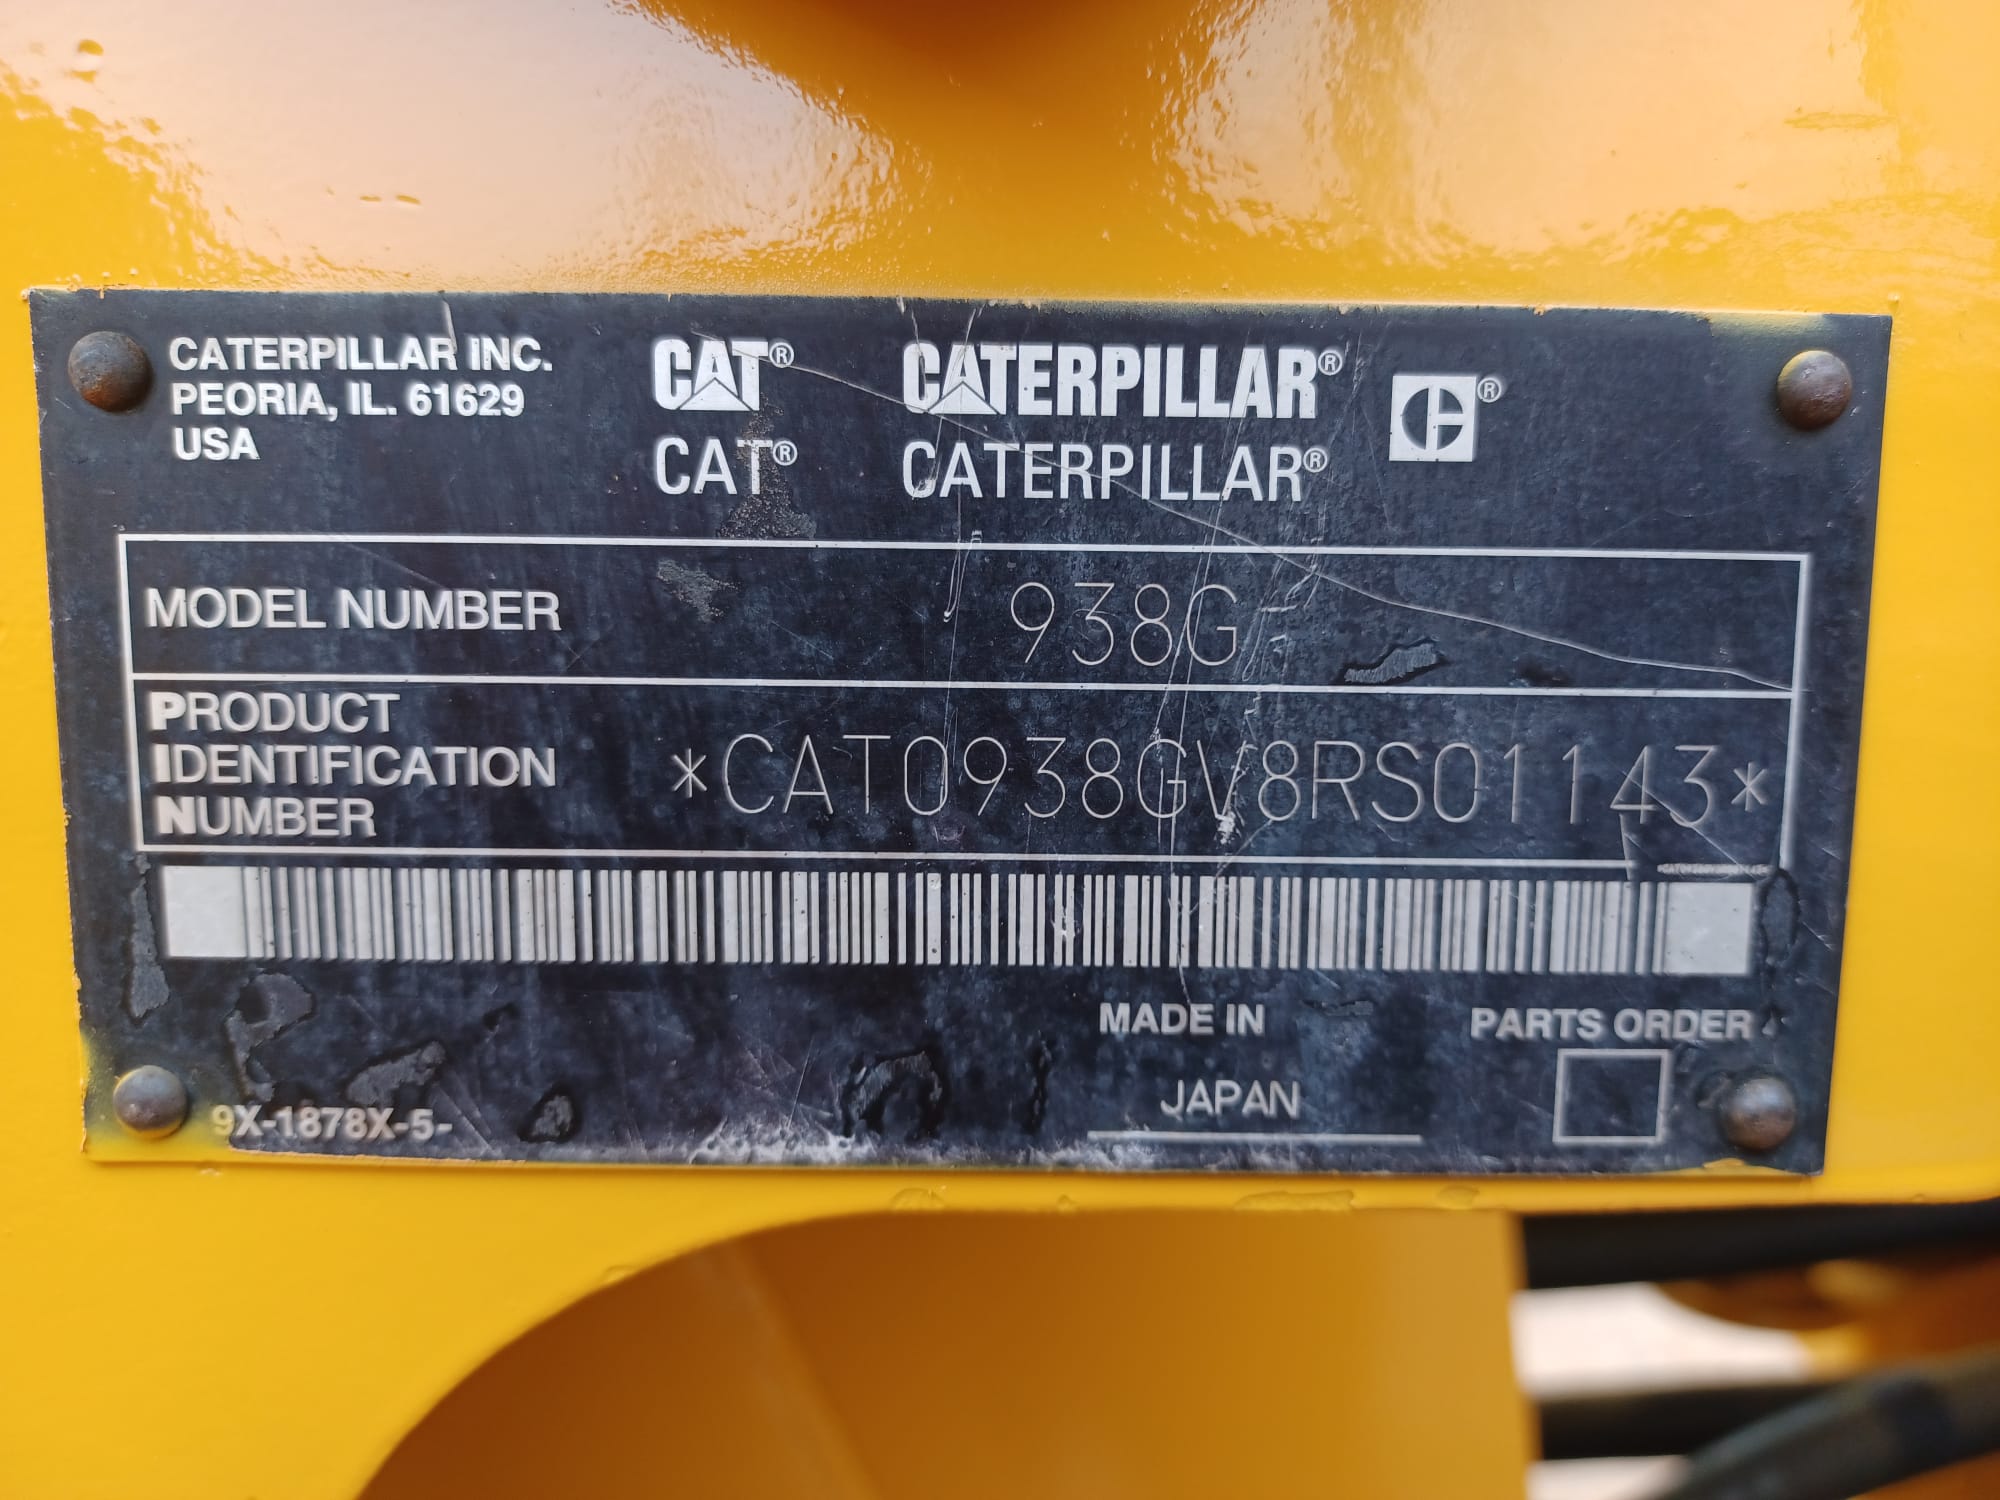 CATERPILLAR INC.
PEORIA, IL. 61629
USA
CAT® CATERPILLAR® ®
CAT® CATERPILLAR®
MODEL NUMBER 938G
PRODUCT
IDENTIFICATION
NUMBER
*CAT0938GV8RS01143*
MADE IN
JAPAN
PARTS ORDER
9X-1878X-5-